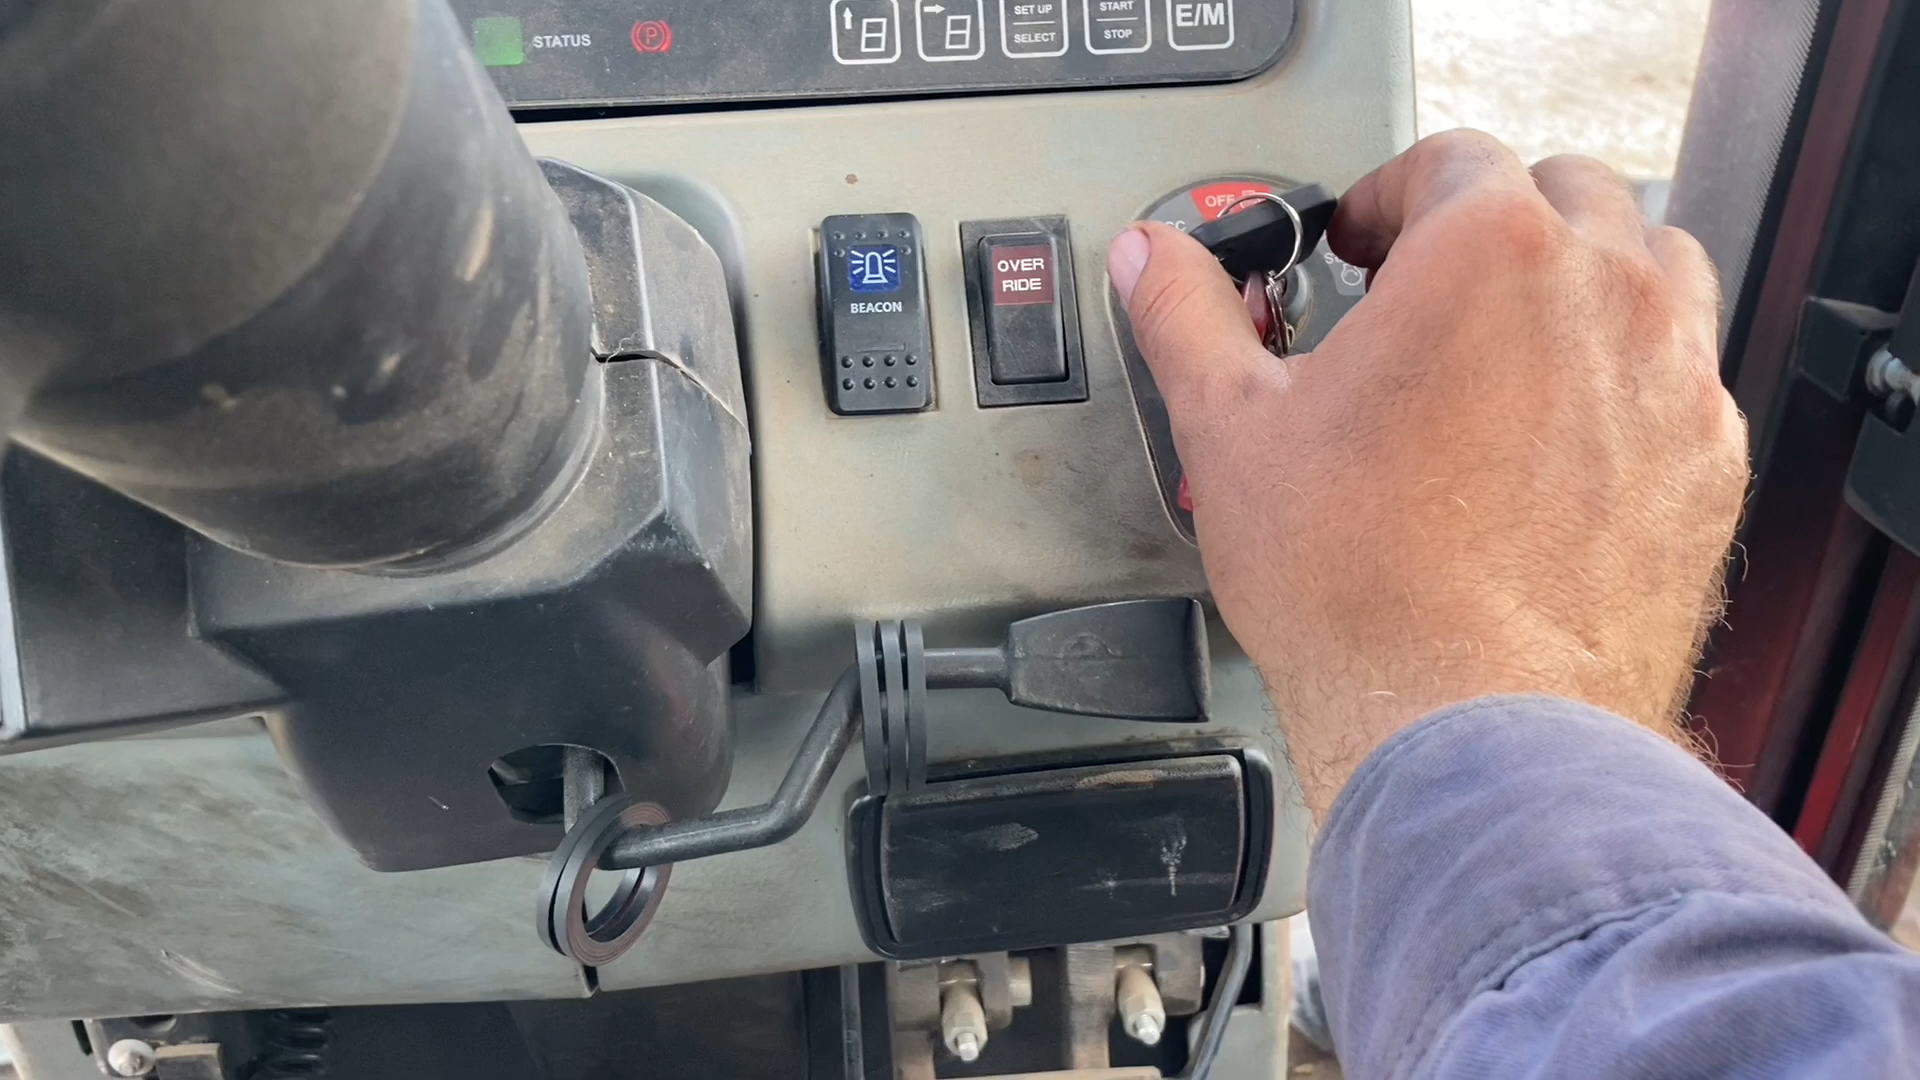 STATUS
P
SET UP
SELECT
START
STOP
E/M
OFF
BEACON
OVER
RIDE